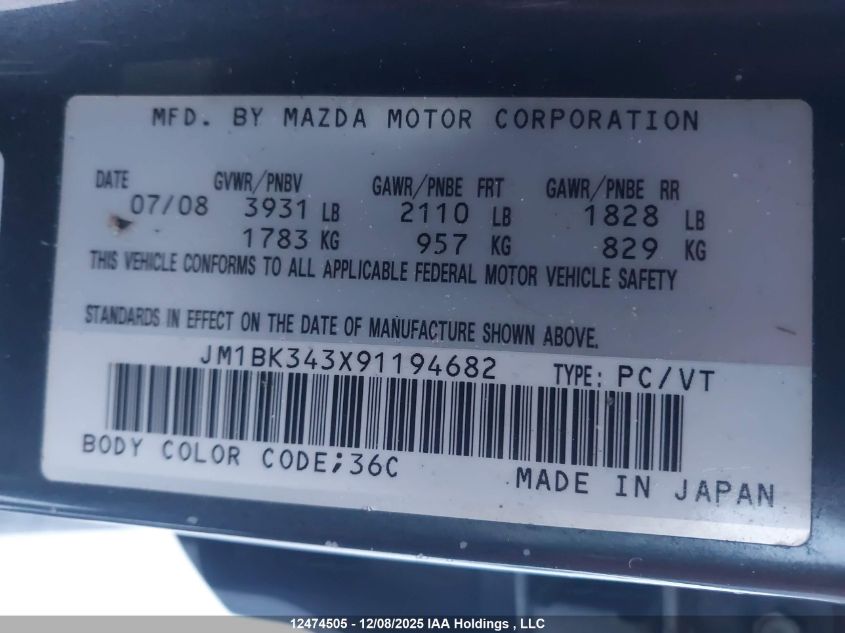 MFD. BY MAZDA MOTOR CORPORATION
DATE GVWR/PNBV GAWR/PNBE FRT GAWR/PNBE RR
07/08 3931 LB 2110 LB 1828 LB
1783 KG 957 KG 829 KG
THIS VEHICLE CONFORMS TO ALL APPLICABLE FEDERAL MOTOR VEHICLE SAFETY
STANDARDS IN EFFECT ON THE DATE OF MANUFACTURE SHOWN ABOVE.
JM1BK343X91194682 TYPE: PC/VT
BODY COLOR CODE;36C
MADE IN JAPAN
12474505 - 12/08/2025 IAA Holdings , LLC